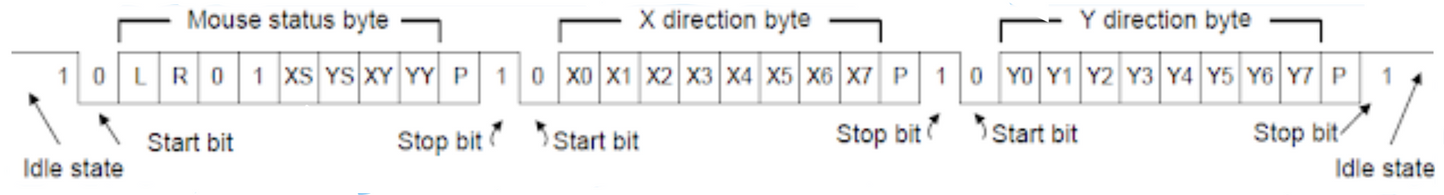 Mouse status byte X direction byte Y direction byte
1 0 L R 0 1 XS YS XY YY P 1 0 X0 X1 X2 X3 X4 X5 X6 X7 P 1 0 Y0 Y1 Y2 Y3 Y4 Y5 Y6 Y7 P 1
Start bit Stop bit Start bit Stop bit Start bit Stop bit
Idle state Idle state